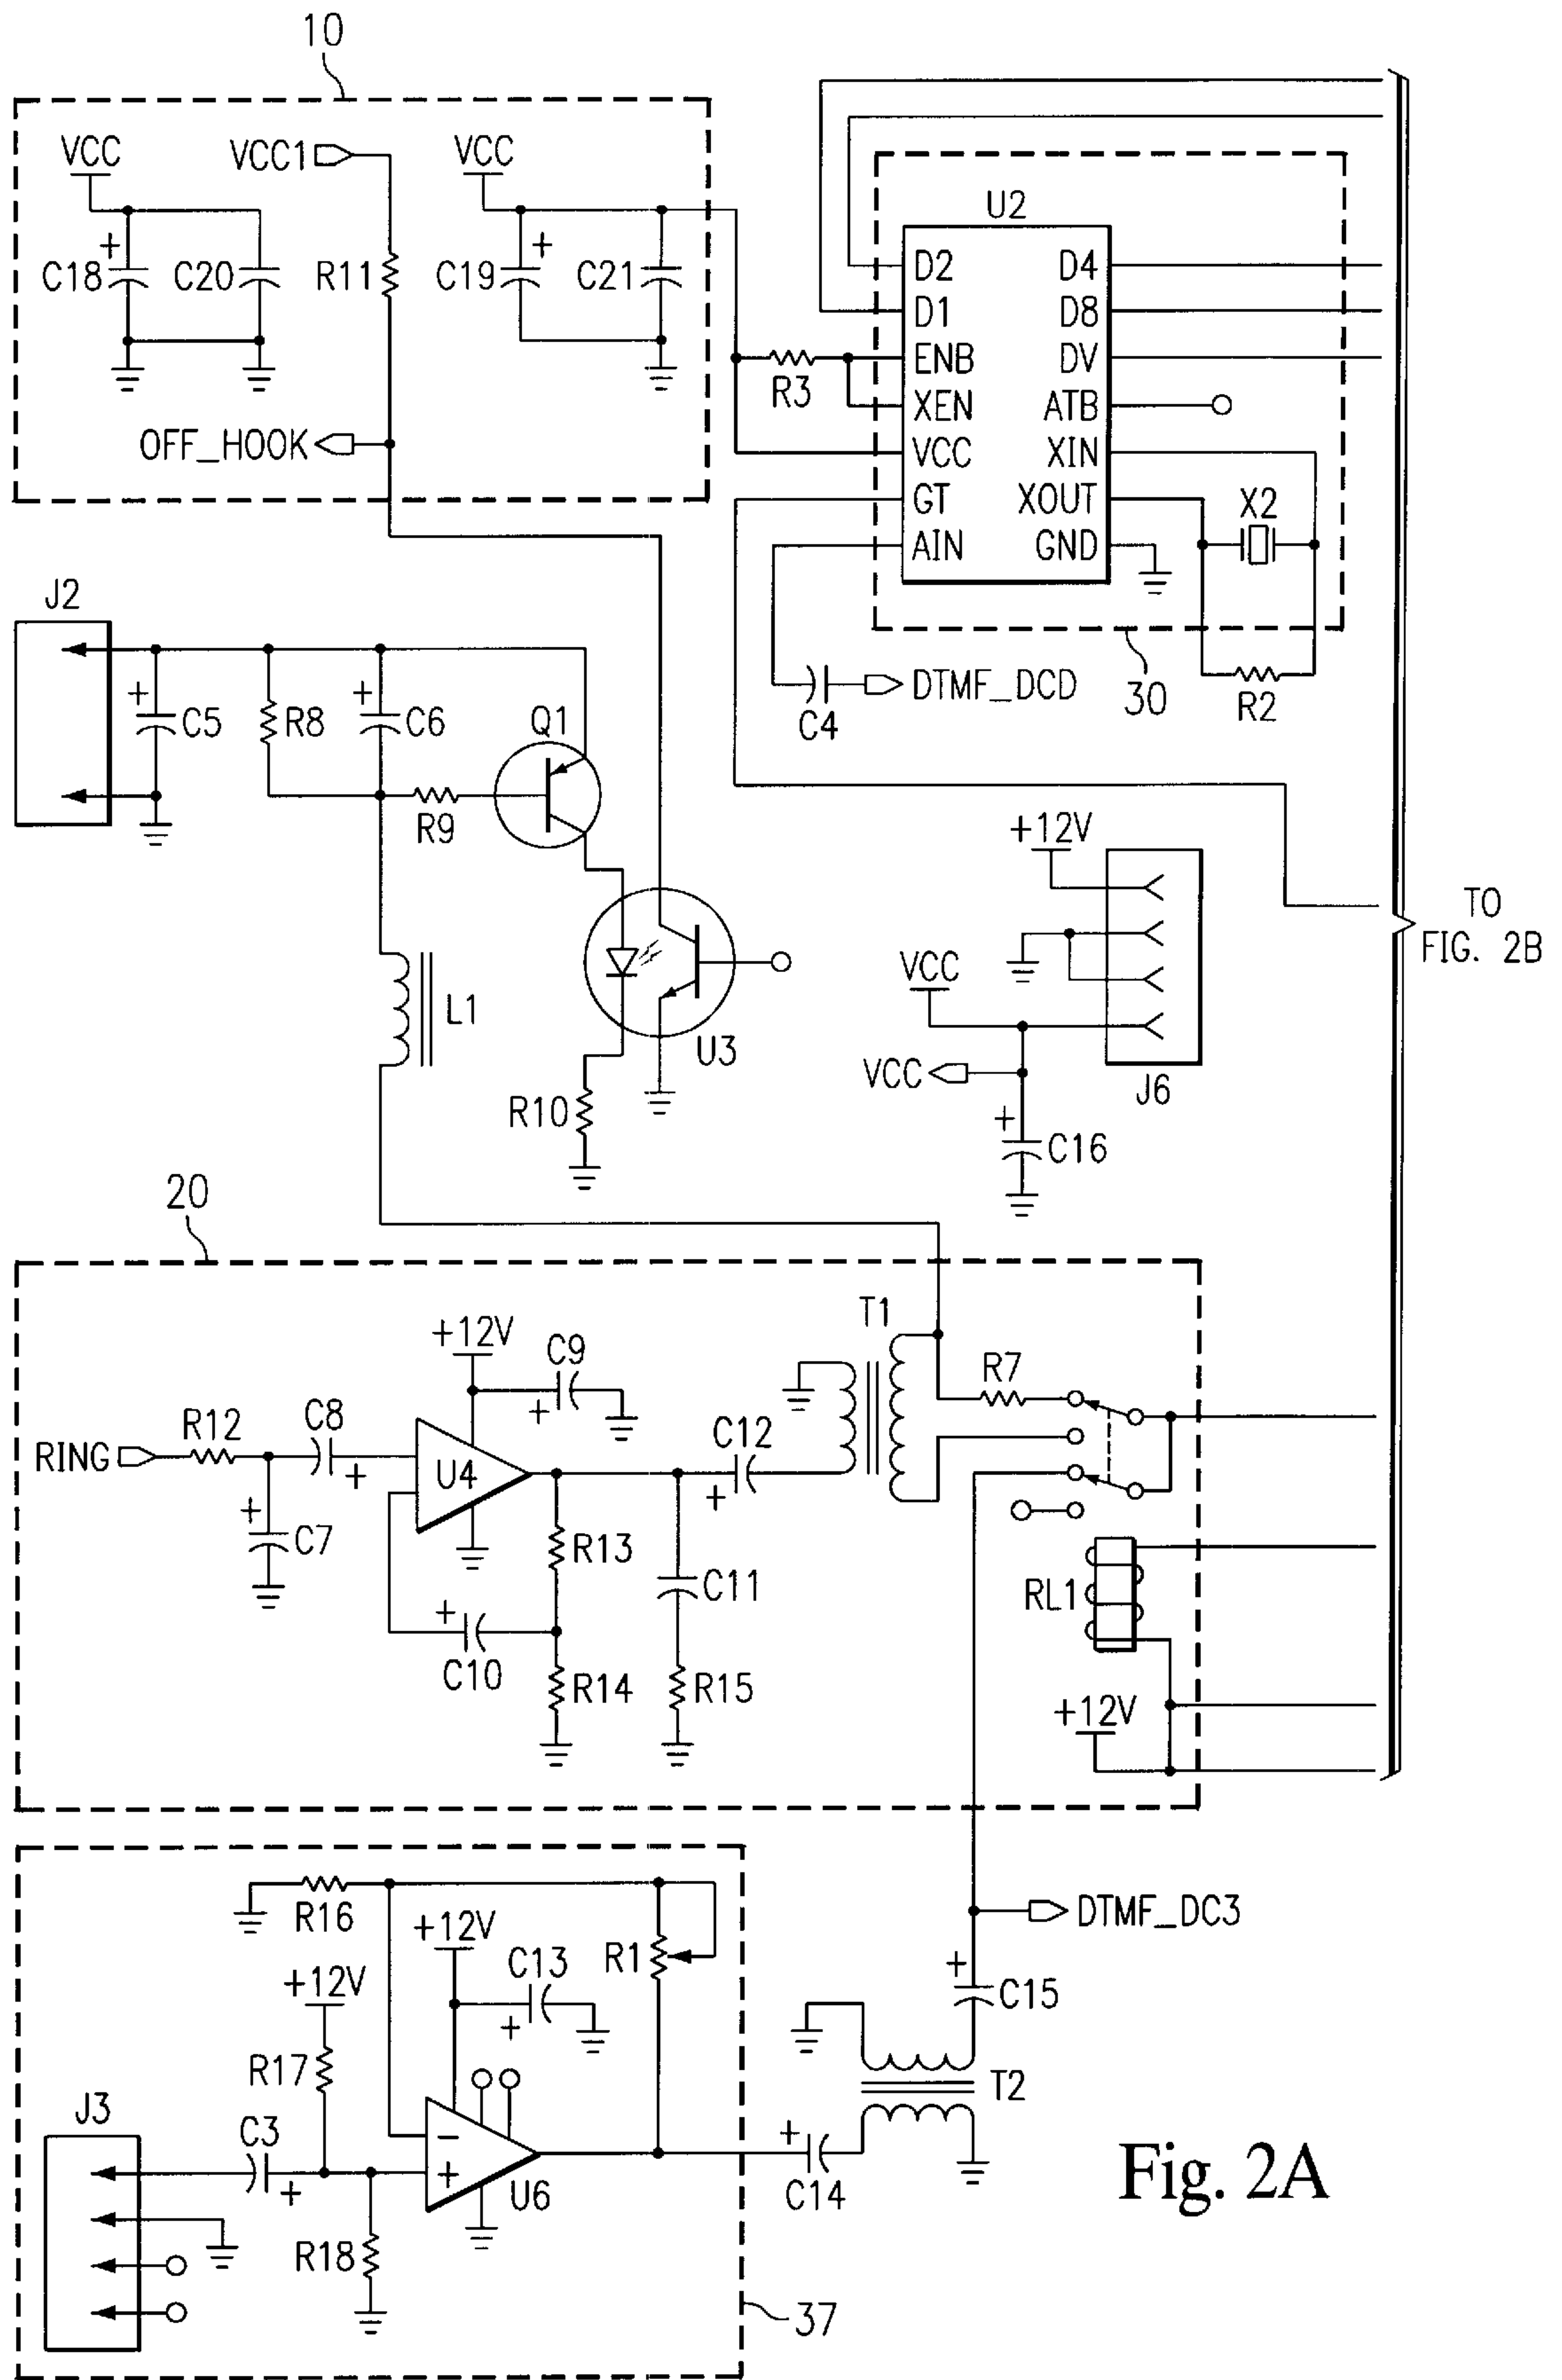 10
VCC
VCC1
VCC
+
C18
C20
R11
C19
+
C21
OFF_HOOK
U2
D2
D4
D1
D8
ENB
DV
XEN
ATB
VCC
XIN
GT
XOUT
AIN
GND
R3
X2
30
R2
C4
DTMF_DCD
J2
+
C5
R8
+
C6
Q1
R9
L1
U3
R10
+12V
VCC
VCC
J6
+
C16
TO
FIG. 2B
20
RING
R12
C8
+
+
C7
+12V
C9
+
U4
R13
+
C10
R14
C11
R15
C12
+
T1
R7
RL1
+12V
R16
+12V
R1
C13
+
+12V
R17
J3
C3
+
−
+
U6
R18
37
DTMF_DC3
+
C15
T2
+
C14
Fig. 2A